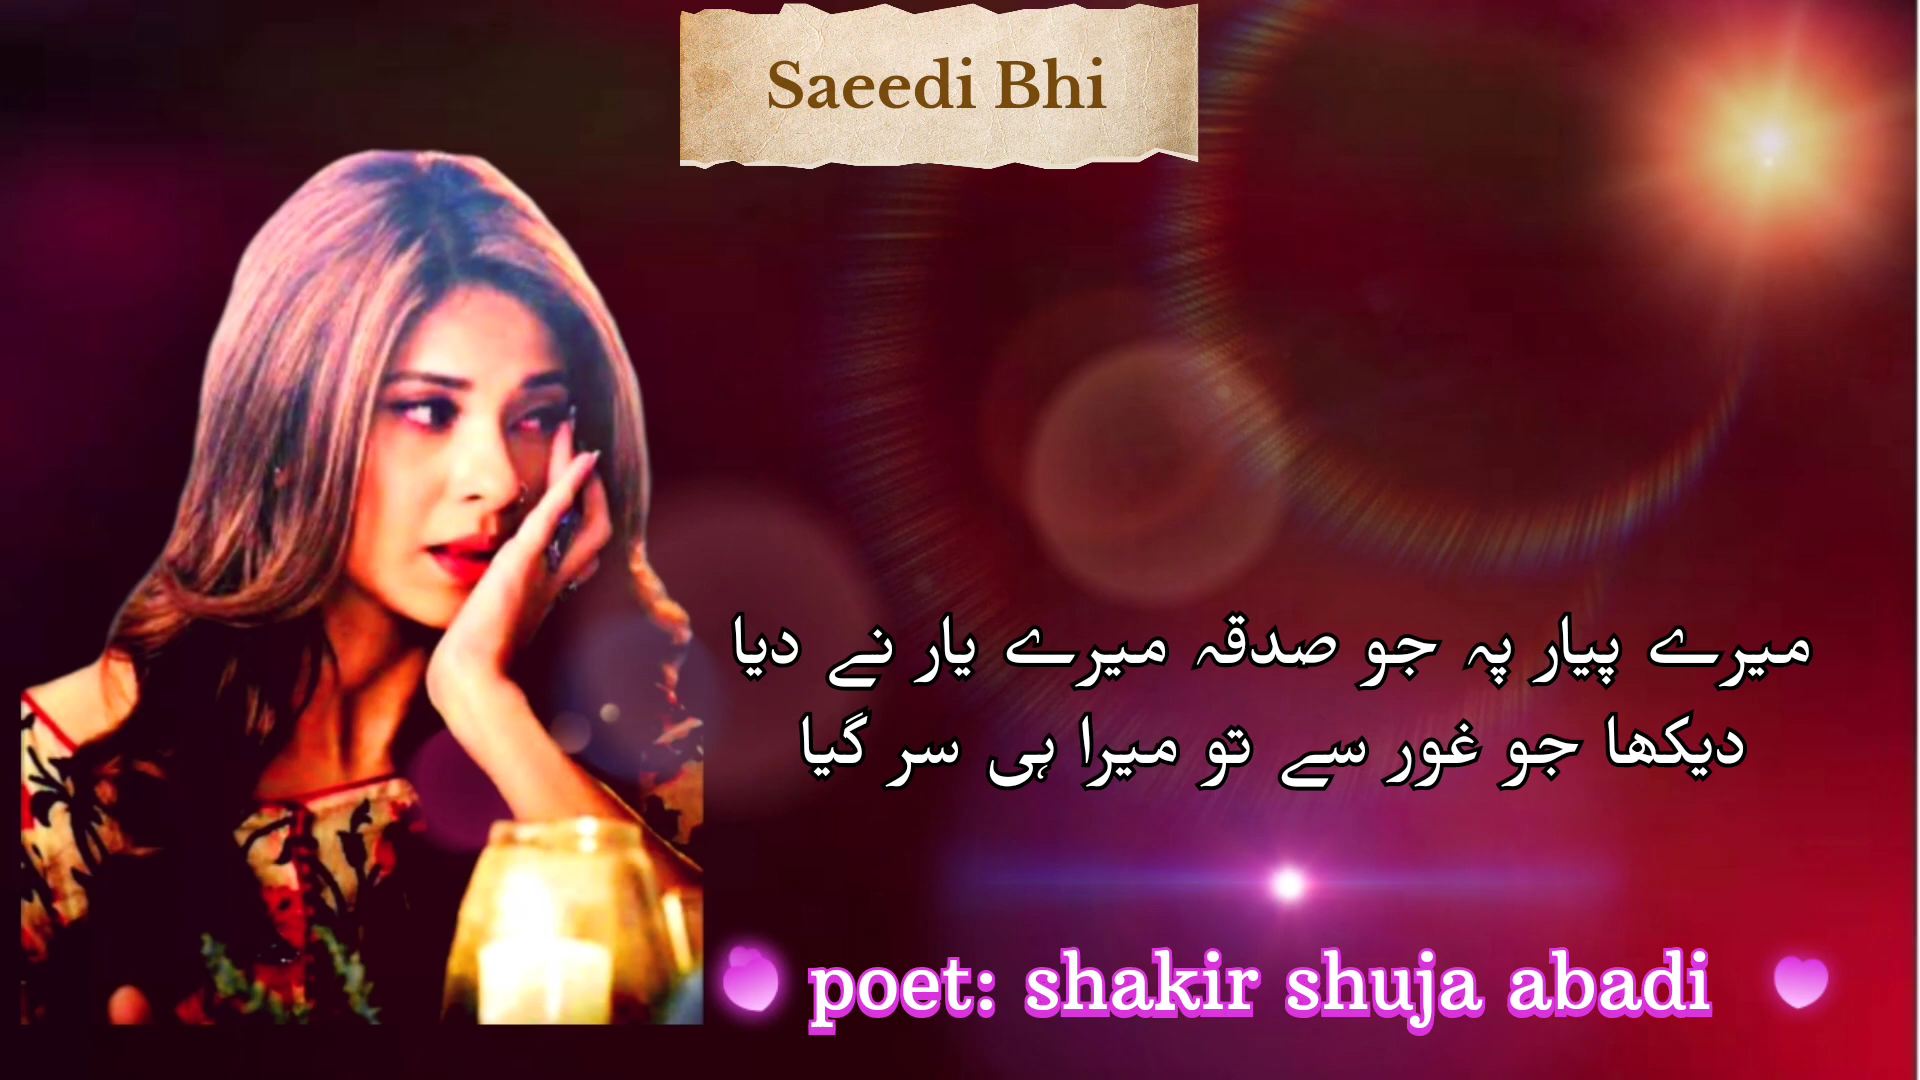 Saeedi Bhi
میرے پیار پہ جو صدقہ میرے یار نے دیا
دیکھا جو غور سے تو میرا ہی سر گیا
poet: shakir shuja abadi